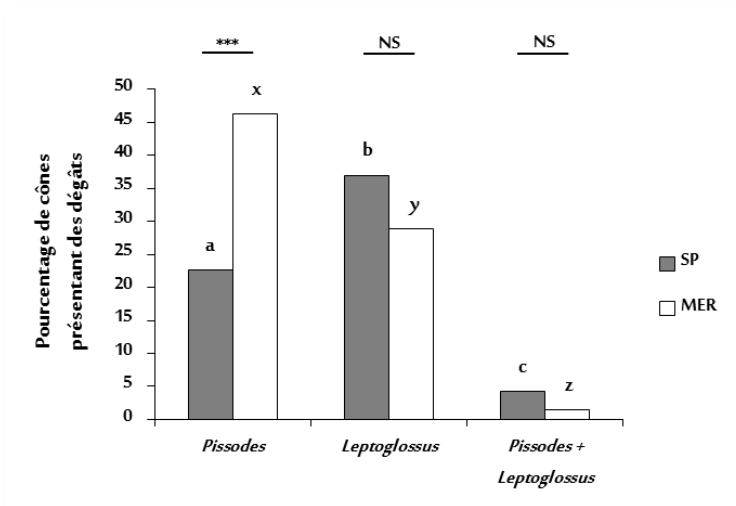 *** NS NS
Pourcentage de cônes
présentant des dégâts
50
45
40
35
30
25
20
15
10
5
0
a x b y c z
Pissodes Leptoglossus Pissodes +
Leptoglossus
SP
MER